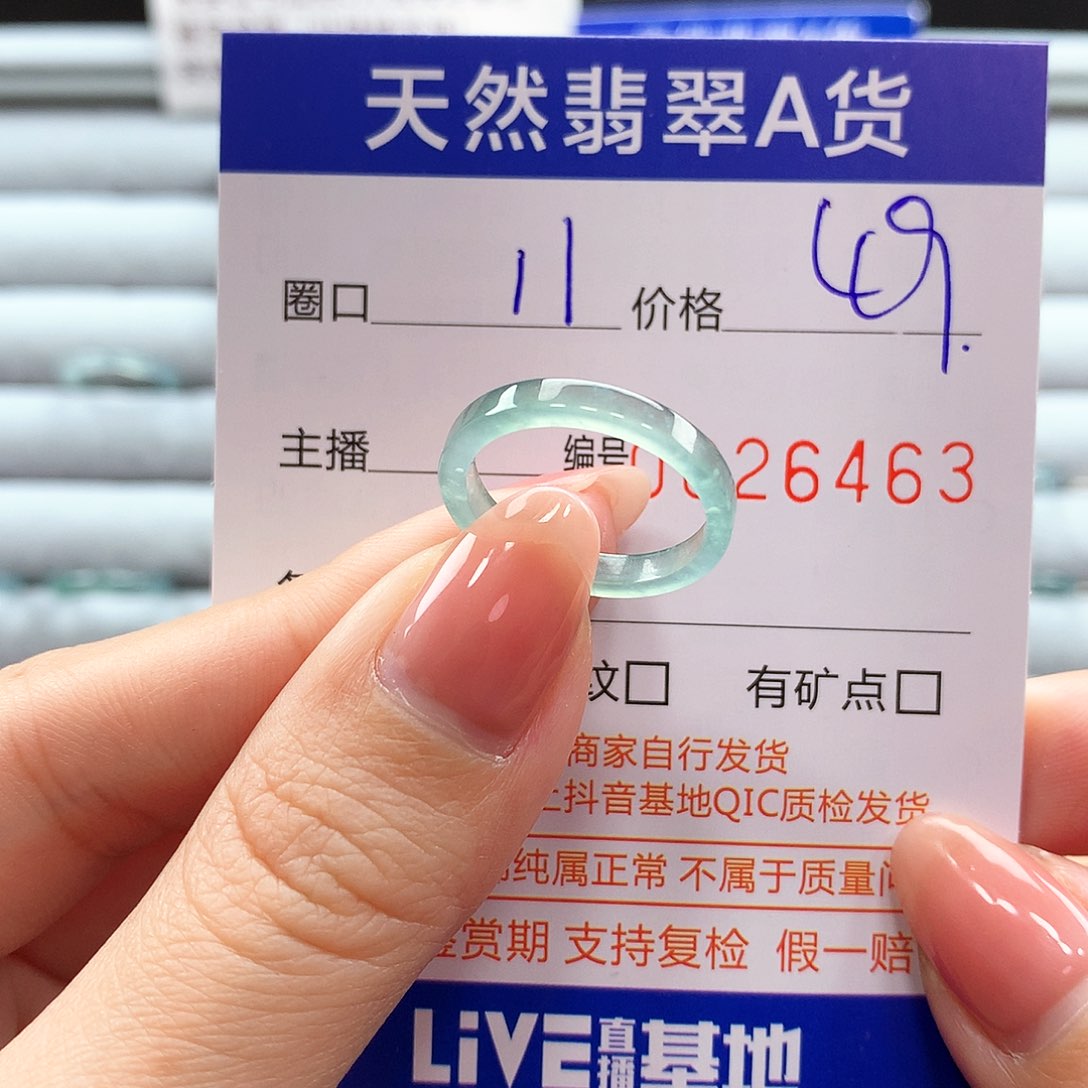 天然翡翠A货
圈口 11 价格 49.
主播 编号 26463
纹□ 有矿点□
商家自行发货
上抖音基地QIC质检发货
纯属正常 不属于质量问
鉴赏期 支持复检 假一赔
LiVE直播基地